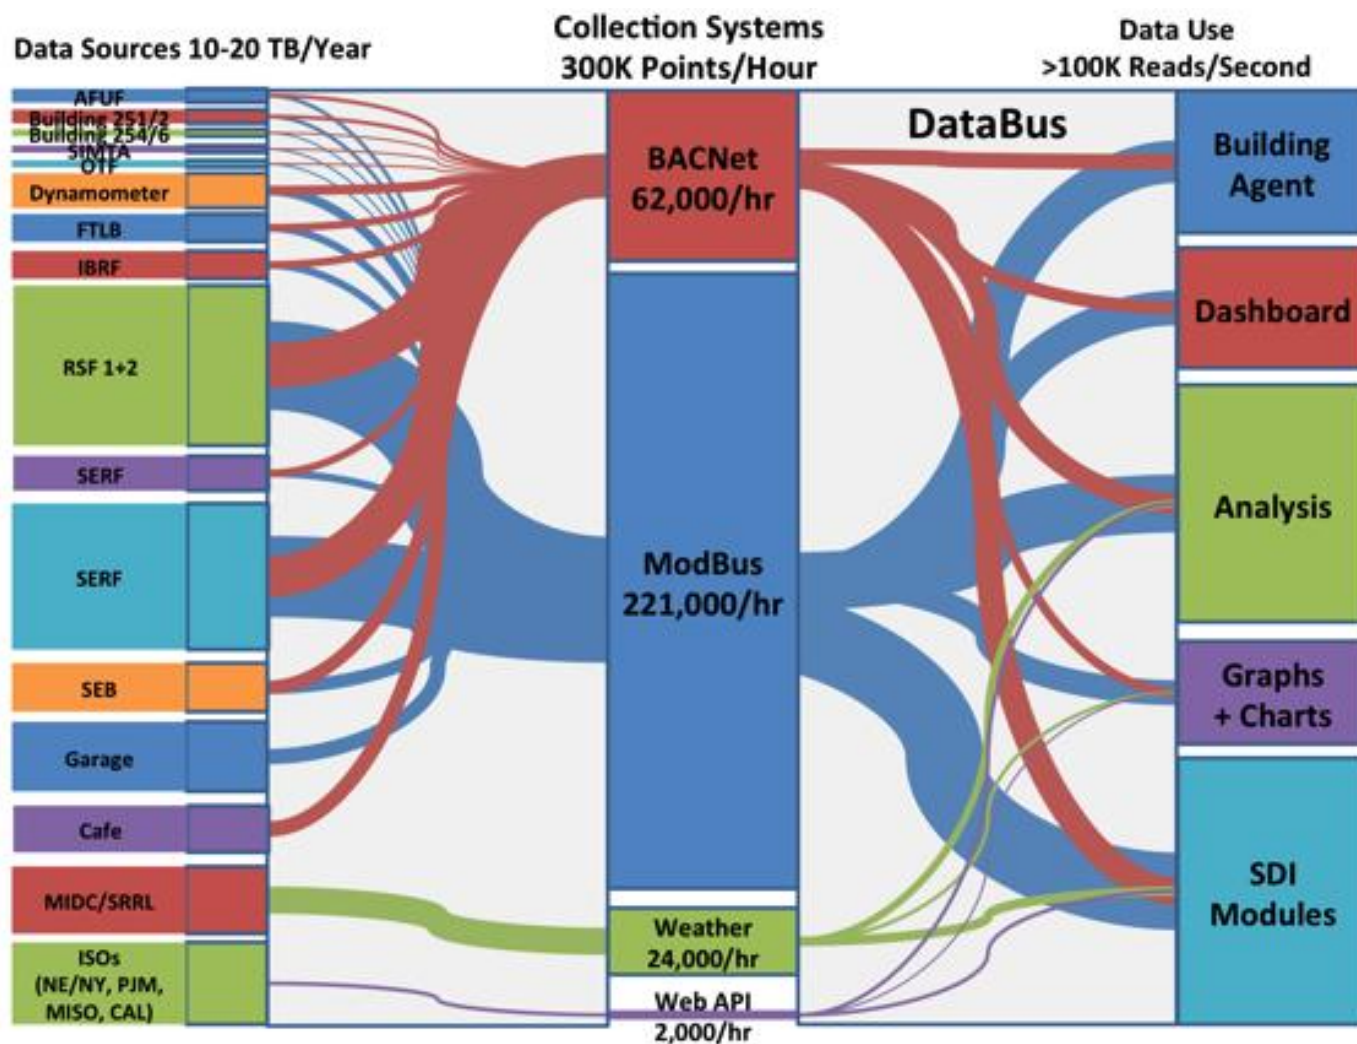 Data Sources 10-20 TB/Year
Collection Systems
300K Points/Hour
Data Use
>100K Reads/Second
AFUF
Building 251/2
Building 254/6
SIMTA
OTF
Dynamometer
FTLB
IBRF
RSF 1+2
SERF
SERF
SEB
Garage
Cafe
MIDC/SRRL
ISOs
(NE/NY, PJM,
MISO, CAL)
BACNet
62,000/hr
ModBus
221,000/hr
Weather
24,000/hr
Web API
2,000/hr
DataBus
Building
Agent
Dashboard
Analysis
Graphs
+ Charts
SDI
Modules